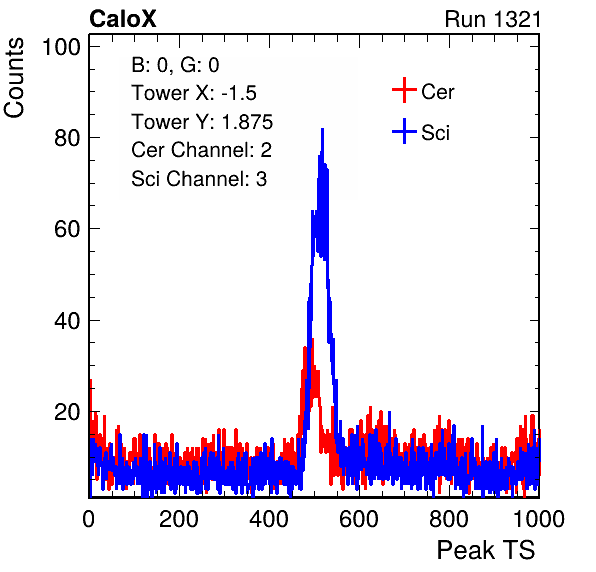 CaloX Run 1321
Counts
100
80
60
40
20
B: 0, G: 0
Tower X: -1.5
Tower Y: 1.875
Cer Channel: 2
Sci Channel: 3
Cer
Sci
0 200 400 600 800 1000
Peak TS